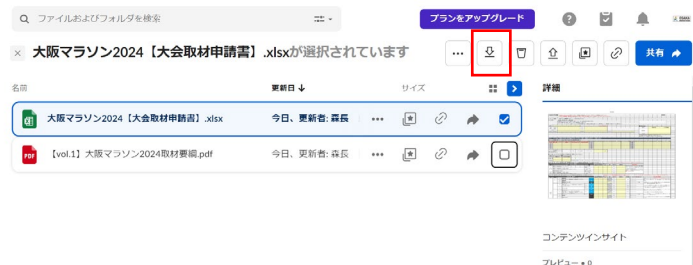 ファイルおよびフォルダを検索
プランをアップグレード
大阪マラソン2024【大会取材申請書】.xlsxが選択されています
共有
名前 更新日 サイズ
詳細
大阪マラソン2024【大会取材申請書】.xlsx 今日、更新者: 森長
PDF 【vol.1】大阪マラソン2024取材要綱.pdf 今日、更新者: 森長
コンテンツインサイト
プレビュー • 0